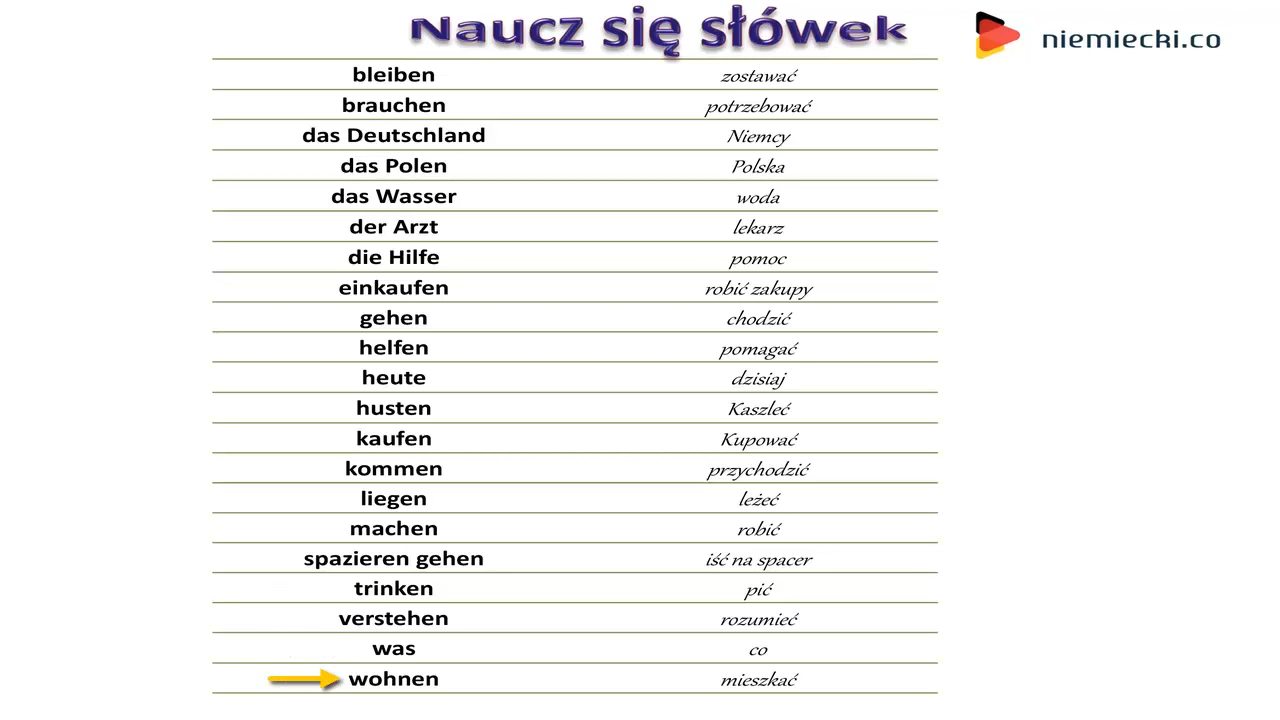 Naucz się słówek
niemiecki.co
bleiben zostawać
brauchen potrzebować
das Deutschland Niemcy
das Polen Polska
das Wasser woda
der Arzt lekarz
die Hilfe pomoc
einkaufen robić zakupy
gehen chodzić
helfen pomagać
heute dzisiaj
husten Kaszleć
kaufen Kupować
kommen przychodzić
liegen leżeć
machen robić
spazieren gehen iść na spacer
trinken pić
verstehen rozumieć
was co
wohnen mieszkać